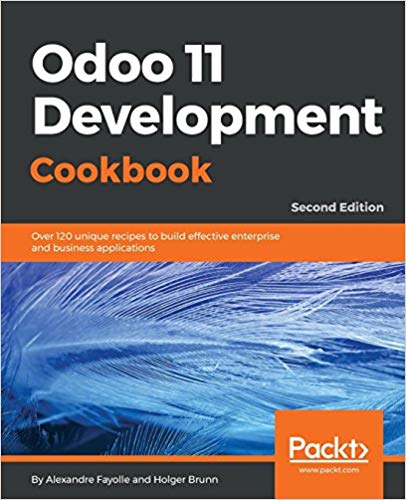 Odoo 11
Development
Cookbook
Second Edition
Over 120 unique recipes to build effective enterprise
and business applications
Packt>
www.packt.com
By Alexandre Fayolle and Holger Brunn